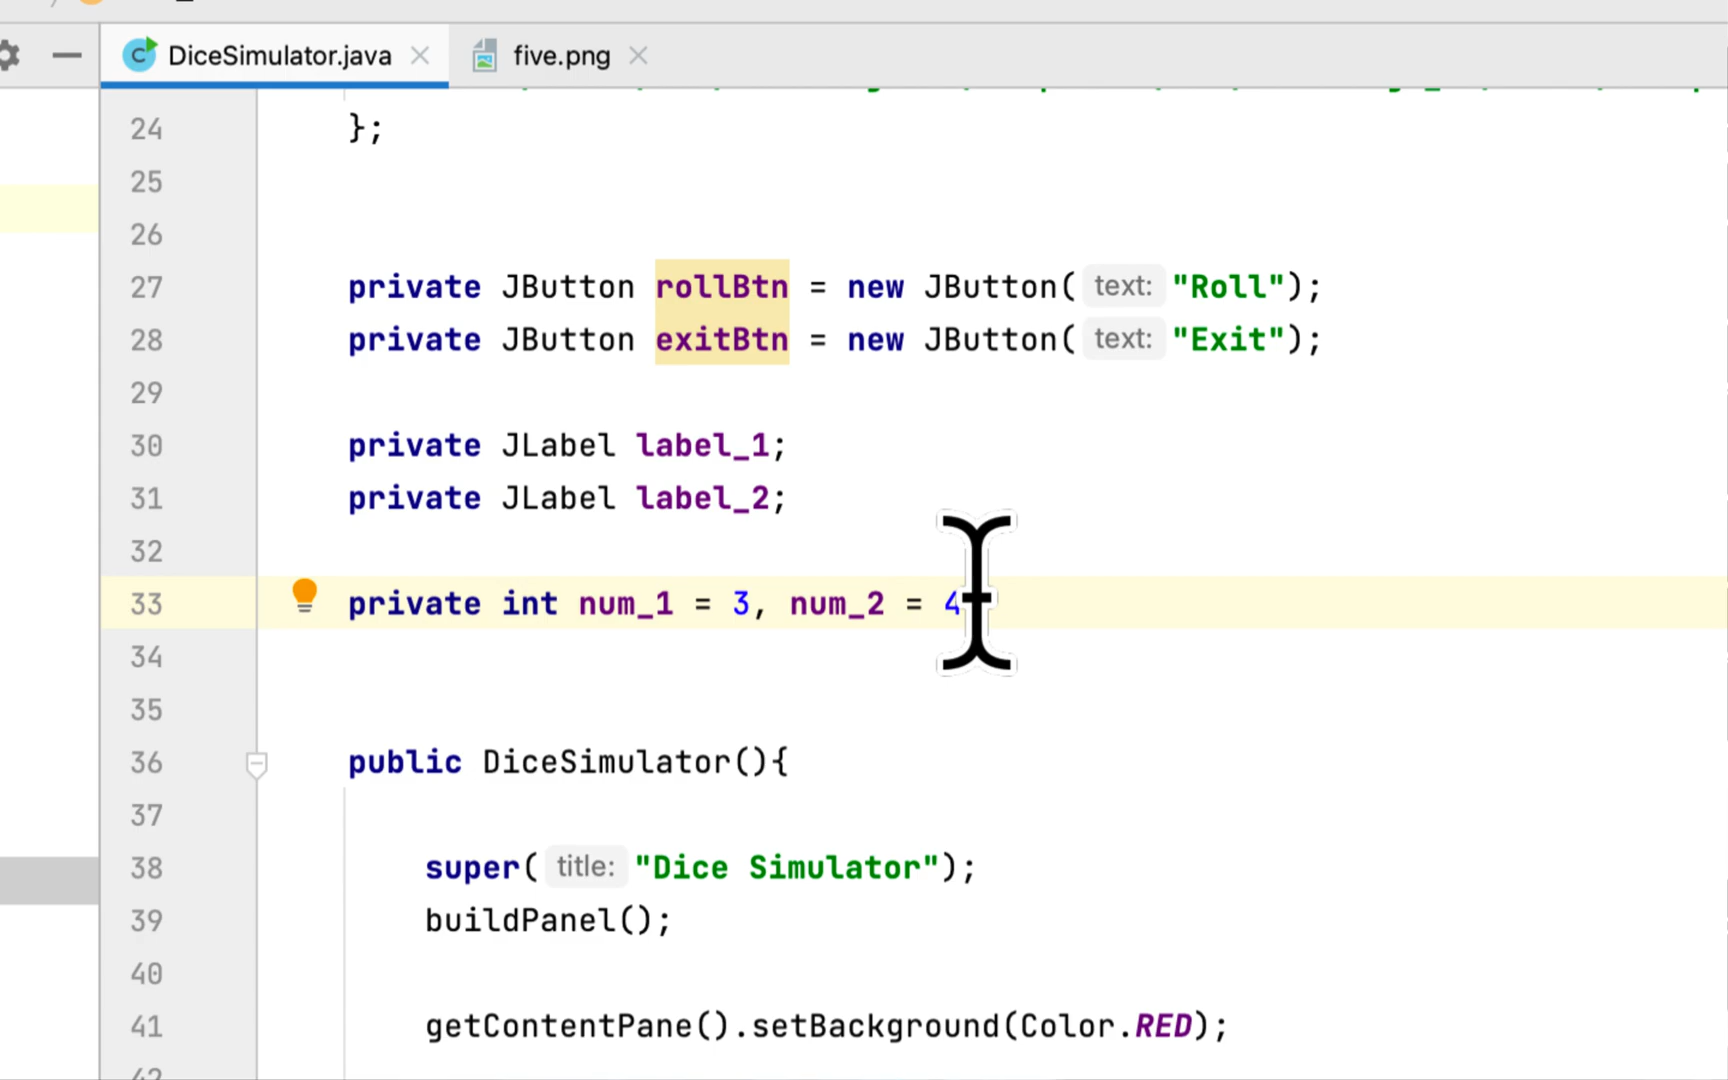 DiceSimulator.java
five.png
24 };
25
26
27 private JButton rollBtn = new JButton( text: "Roll");
28 private JButton exitBtn = new JButton( text: "Exit");
29
30 private JLabel label_1;
31 private JLabel label_2;
32
33 private int num_1 = 3, num_2 = 4
34
35
36 public DiceSimulator(){
37
38 super( title: "Dice Simulator");
39 buildPanel();
40
41 getContentPane().setBackground(Color.RED);
42